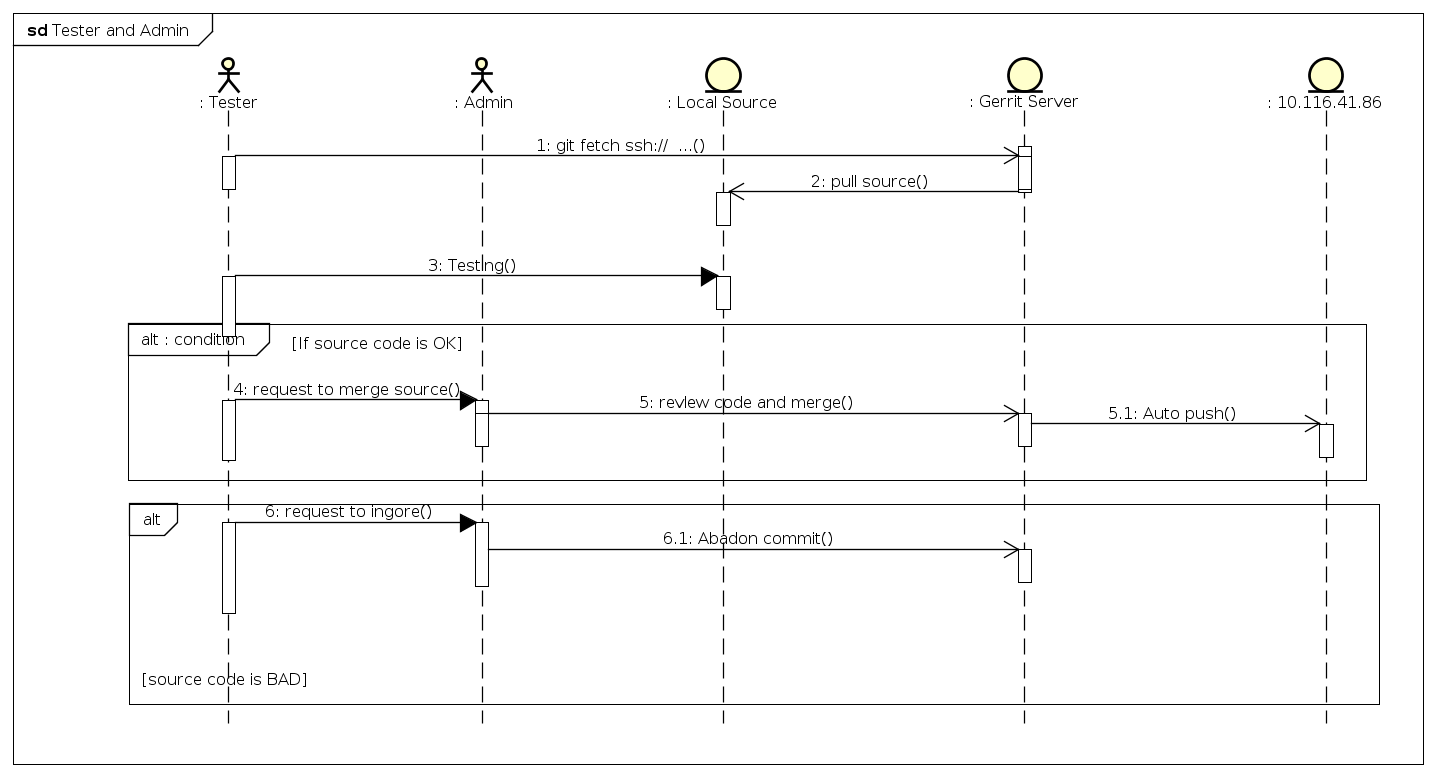 sd Tester and Admin
: Tester
: Admin
: Local Source
: Gerrit Server
: 10.116.41.86
1: git fetch ssh://  ...()
2: pull source()
3: Testing()
alt : condition
[If source code is OK]
4: request to merge source()
5: revIew code and merge()
5.1: Auto push()
alt
6: request to ingore()
6.1: Abadon commit()
[source code is BAD]